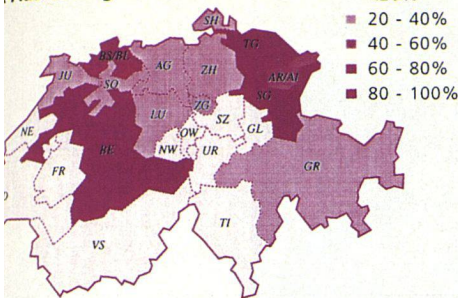 SH
20 - 40%
TG
40 - 60%
BS/BL
60 - 80%
JU
AG
ZH
AR/AI
80 - 100%
SO
SG
LU
ZG
NE
SZ
OW
GL
BE
NW
UR
FR
GR
VS
TI